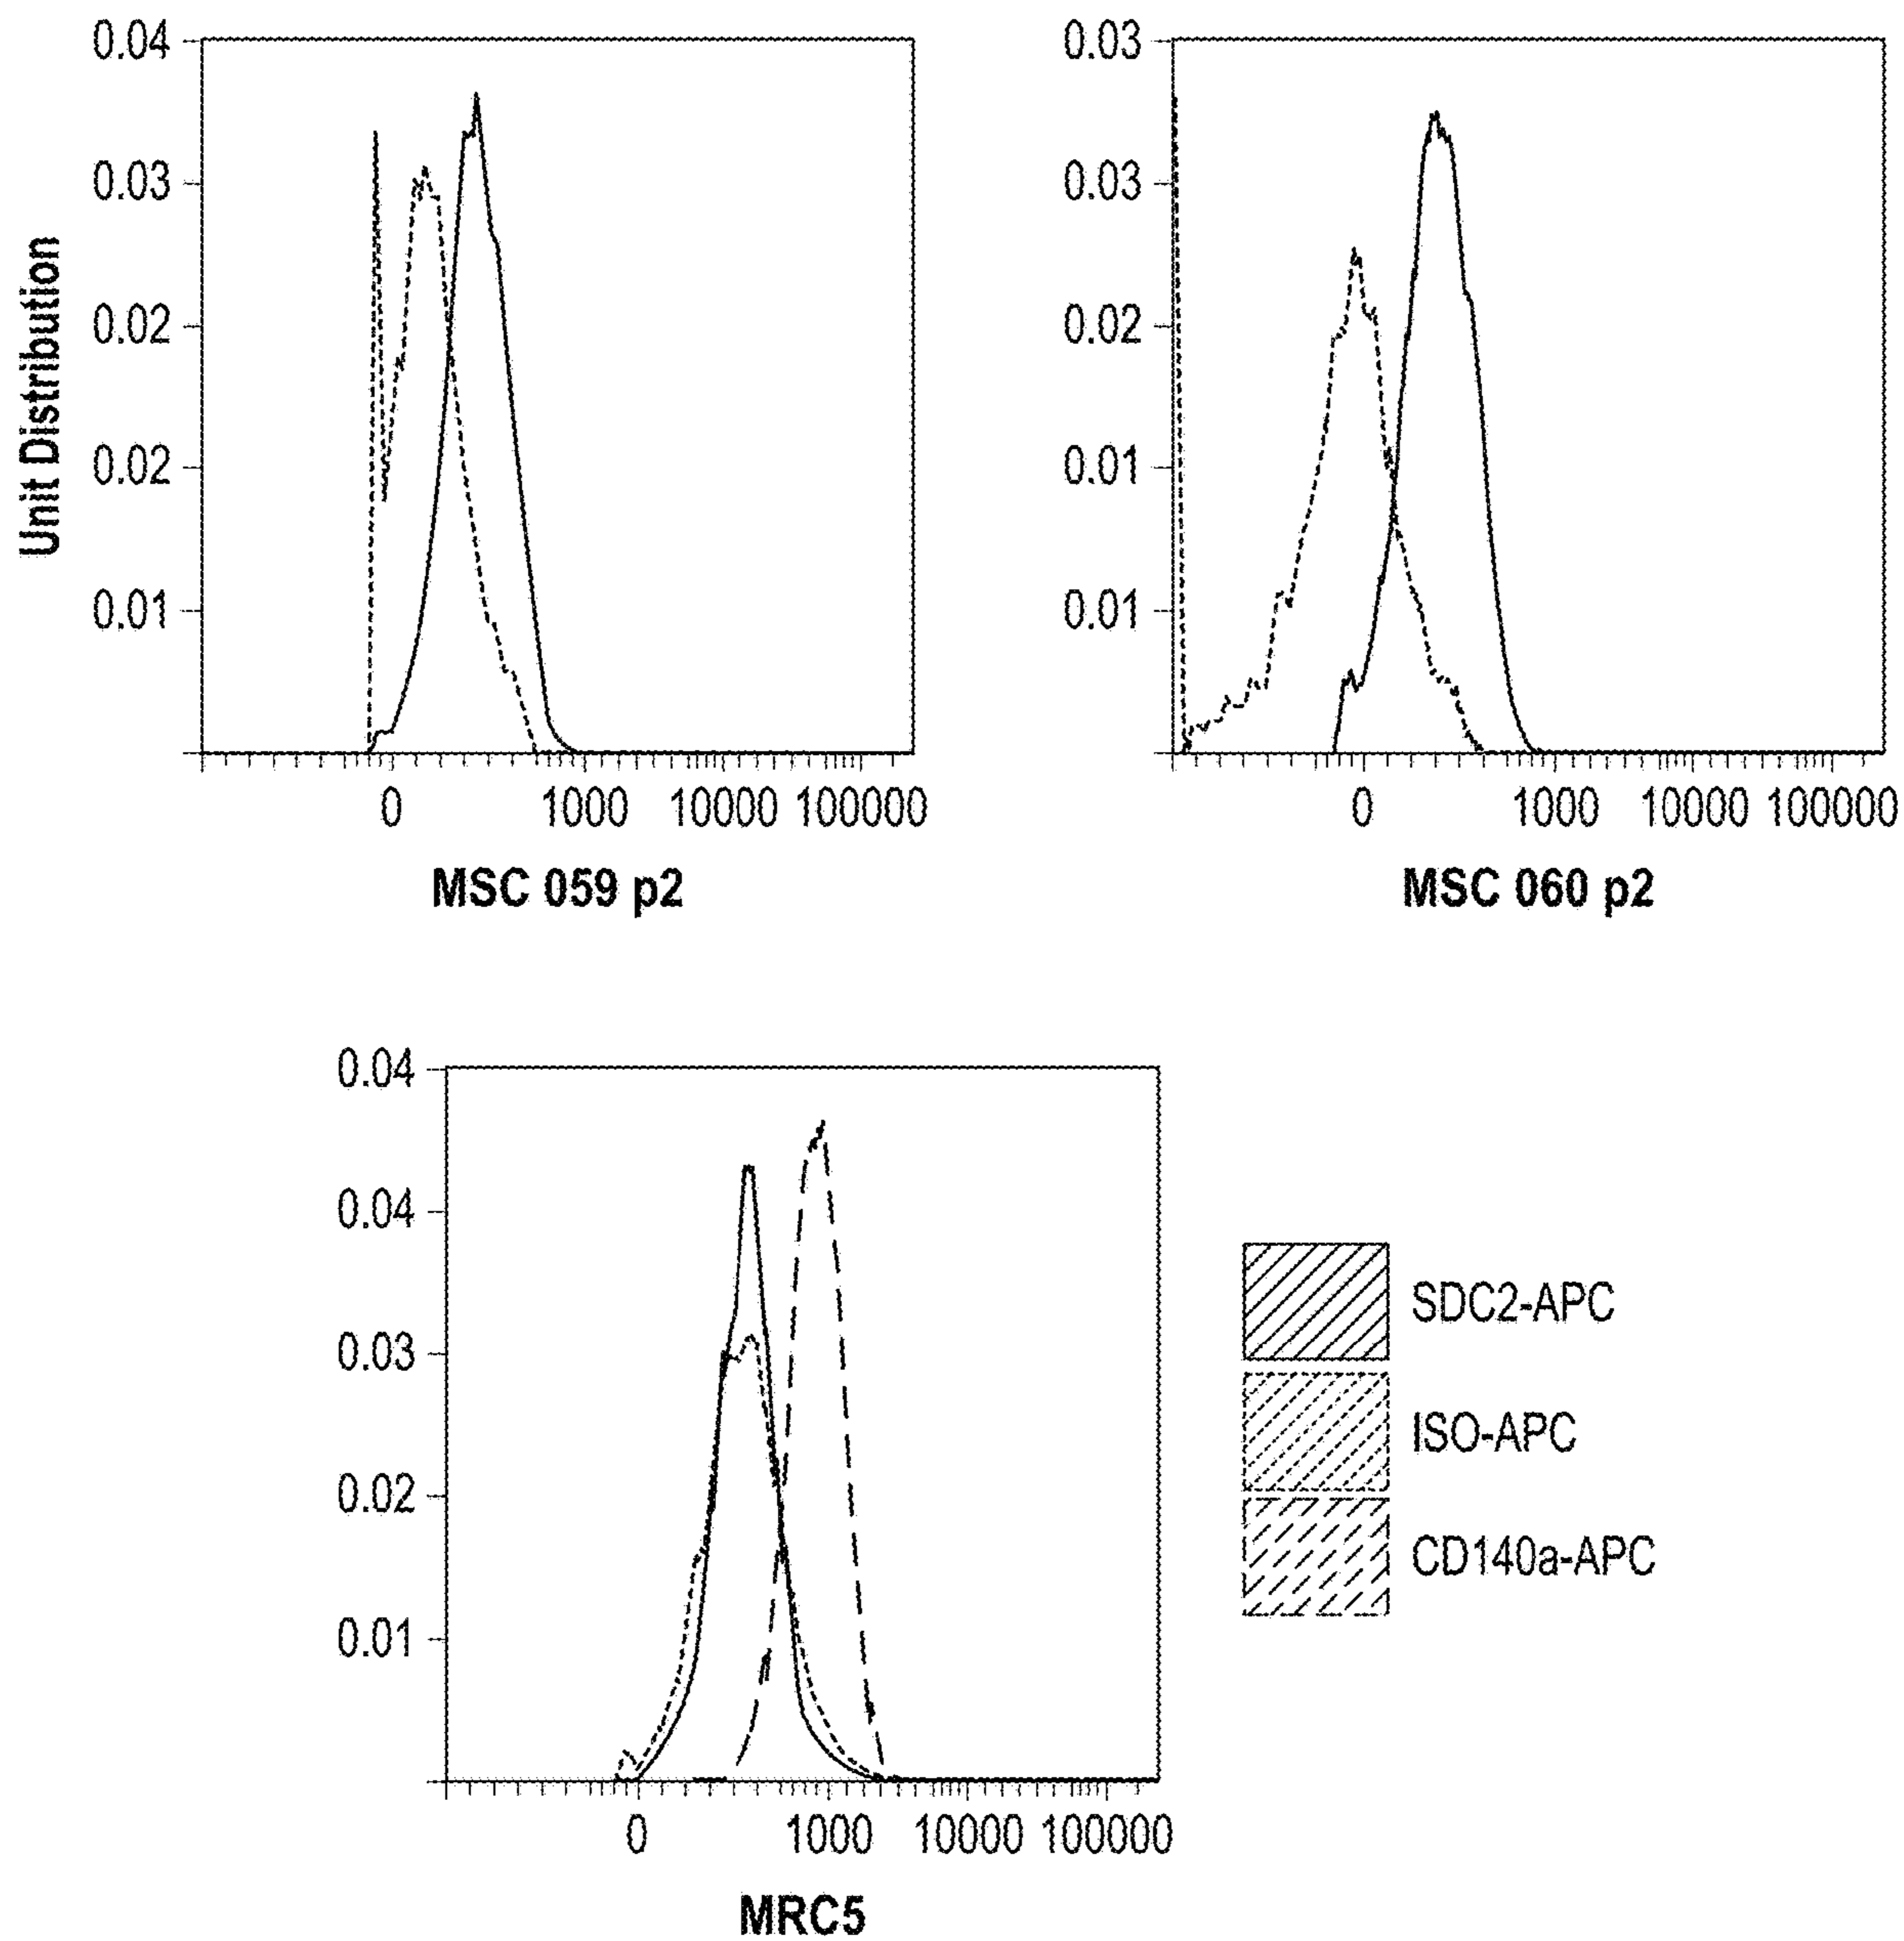 Unit Distribution
0.04
0.03
0.02
0.02
0.01
0 1000 10000 100000
MSC 059 p2
0.03
0.03
0.02
0.01
0.01
0 1000 10000 100000
MSC 060 p2
0.04
0.04
0.03
0.02
0.01
0 1000 10000 100000
MRC5
SDC2-APC
ISO-APC
CD140a-APC